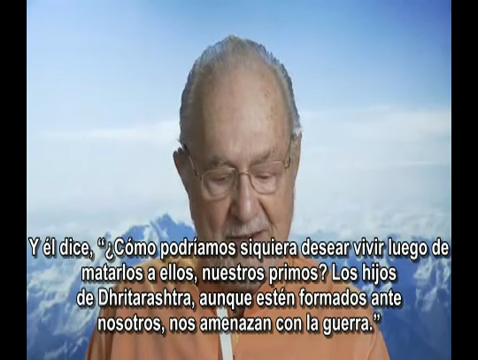 Y él dice, “¿Cómo podríamos siquiera desear vivir luego de
matarlos a ellos, nuestros primos? Los hijos
de Dhritarashtra, aunque estén formados ante
nosotros, nos amenazan con la guerra.”